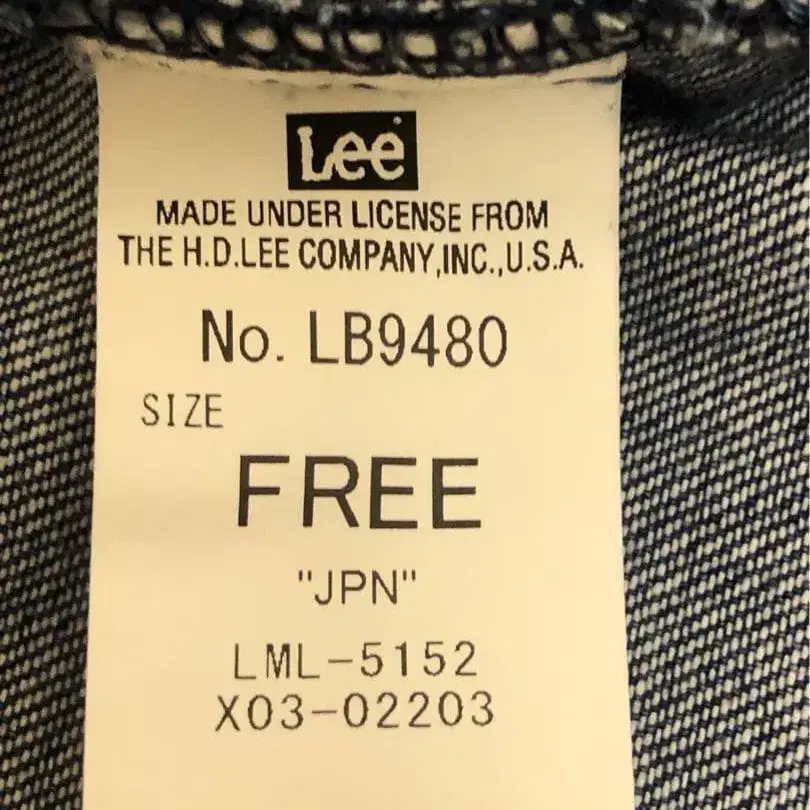 Lee
MADE UNDER LICENSE FROM
THE H.D.LEE COMPANY,INC.,U.S.A.
No. LB9480
SIZE
FREE
"JPN"
LML-5152
X03-02203